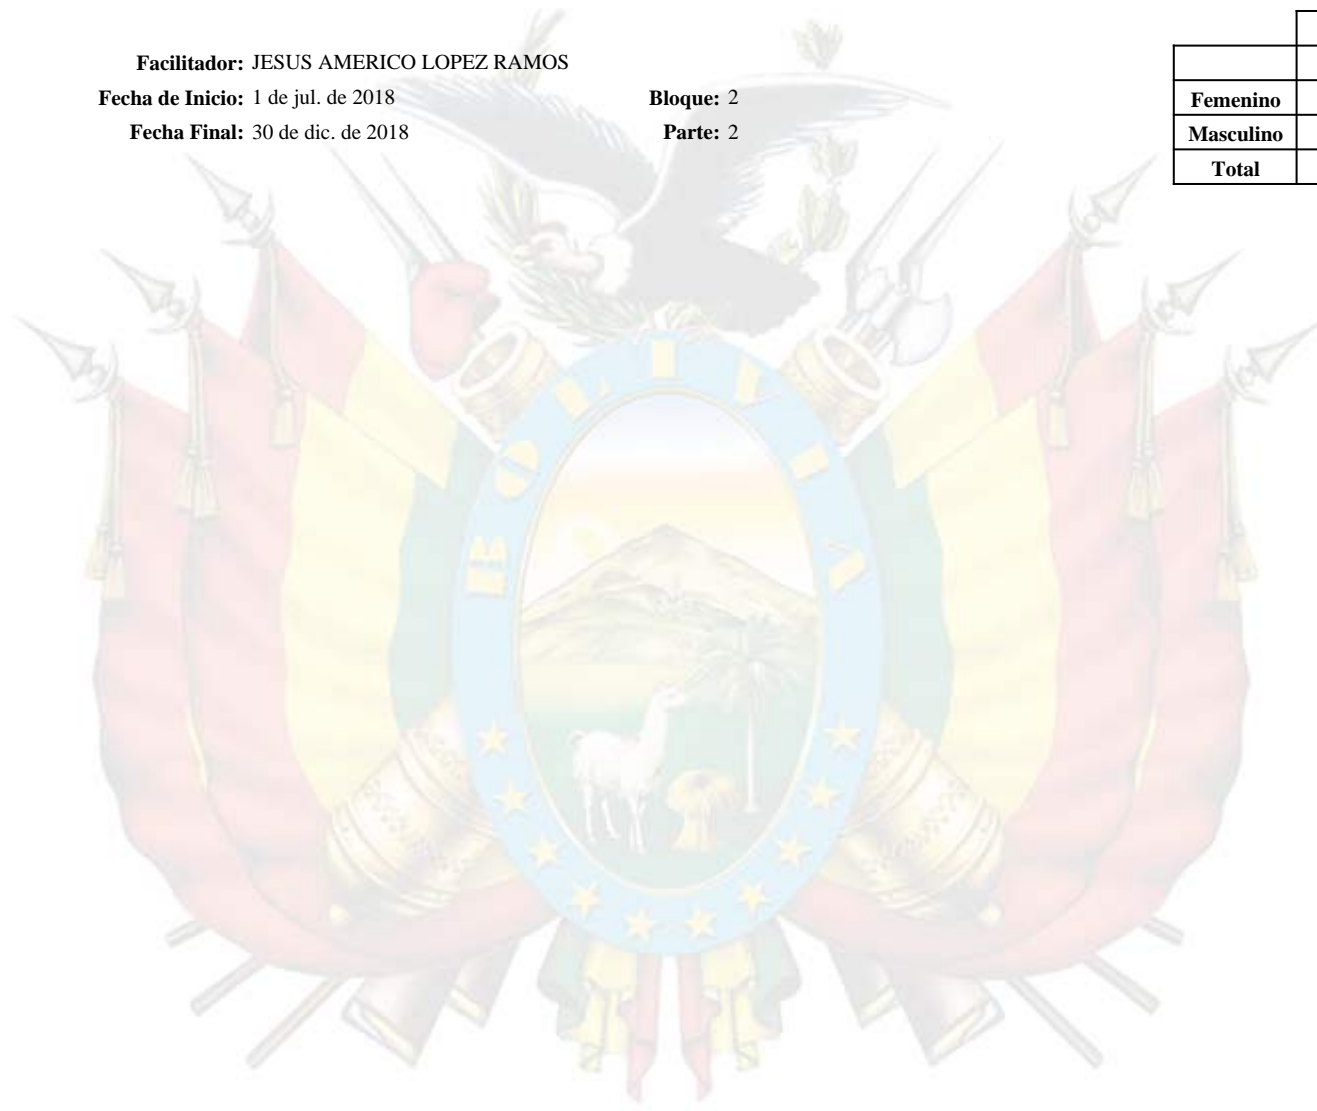 Facilitador: JESUS AMERICO LOPEZ RAMOS
Fecha de Inicio: 1 de jul. de 2018 Bloque: 2
Fecha Final: 30 de dic. de 2018 Parte: 2
Femenino
Masculino
Total
BOLIVIA